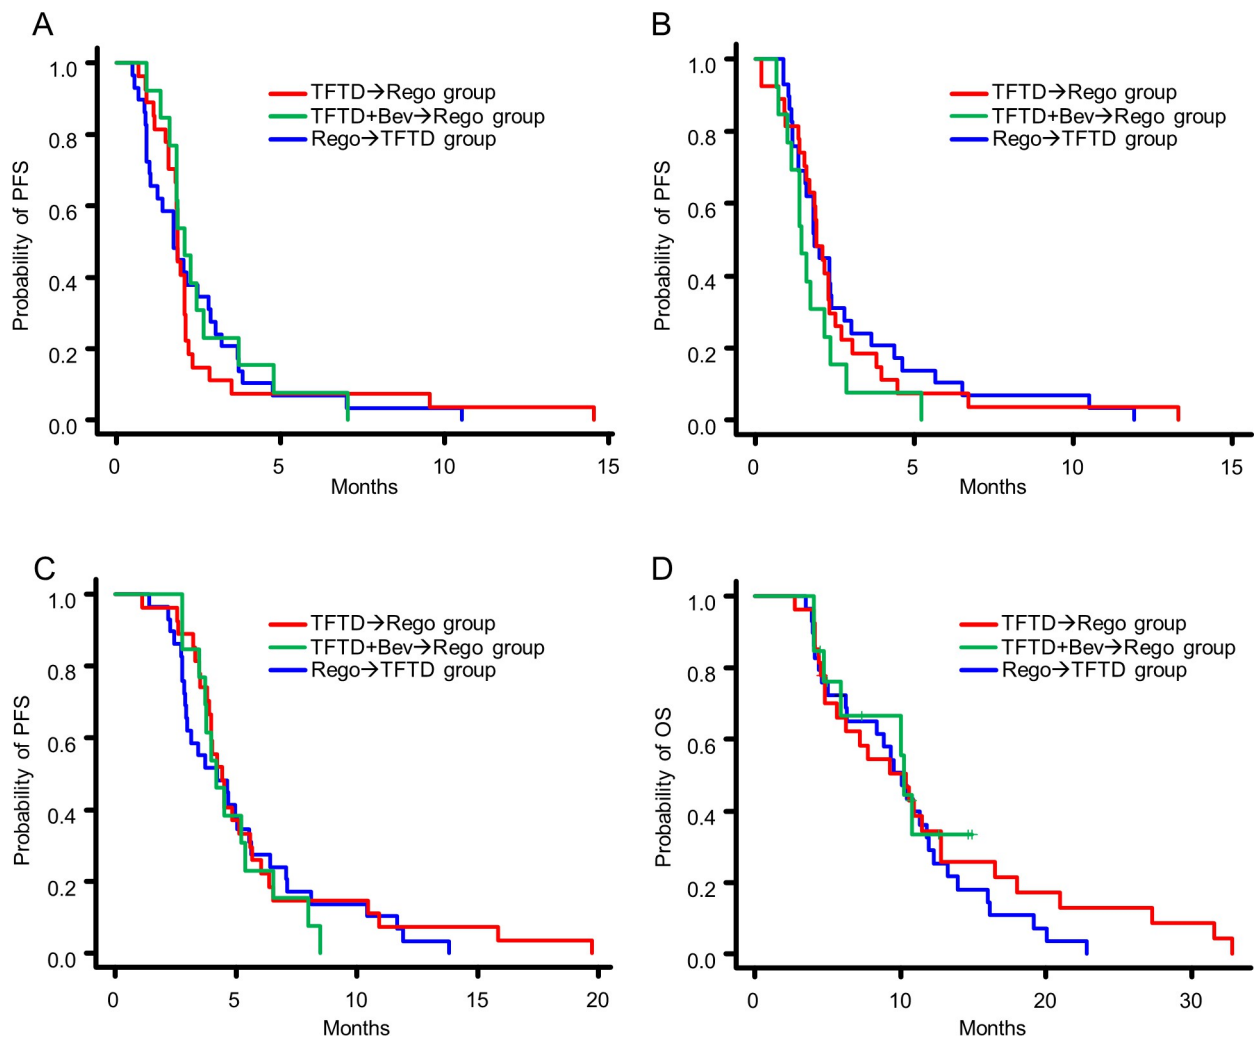 A
Probability of PFS
1.0
0.8
0.6
0.4
0.2
0.0
TFTD→Rego group
TFTD+Bev→Rego group
Rego→TFTD group
0 5 10 15
Months
B
Probability of PFS
1.0
0.8
0.6
0.4
0.2
0.0
TFTD→Rego group
TFTD+Bev→Rego group
Rego→TFTD group
0 5 10 15
Months
C
Probability of PFS
1.0
0.8
0.6
0.4
0.2
0.0
TFTD→Rego group
TFTD+Bev→Rego group
Rego→TFTD group
0 5 10 15 20
Months
D
Probability of OS
1.0
0.8
0.6
0.4
0.2
0.0
TFTD→Rego group
TFTD+Bev→Rego group
Rego→TFTD group
0 10 20 30
Months